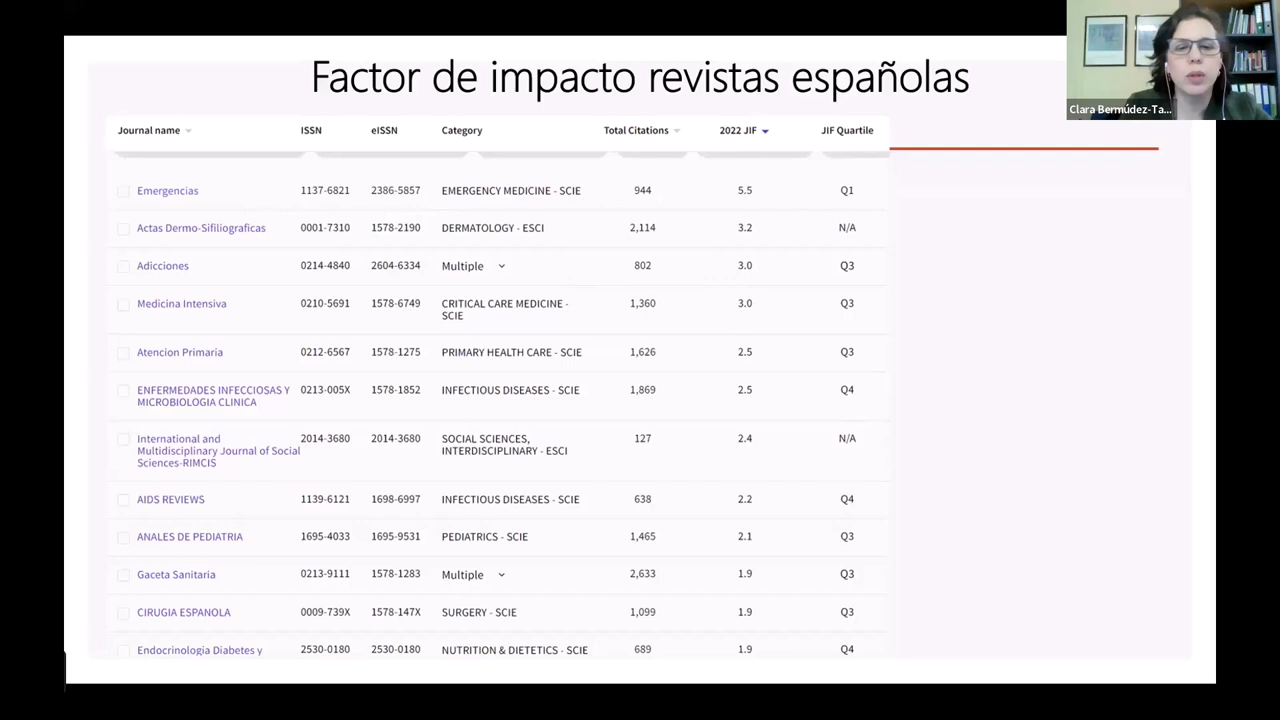 Factor de impacto revistas españolas
Clara Bermúdez-Ta...
Journal name ISSN eISSN Category Total Citations 2022 JIF JIF Quartile
Emergencias 1137-6821 2386-5857 EMERGENCY MEDICINE - SCIE 944 5.5 Q1
Actas Dermo-Sifiliograficas 0001-7310 1578-2190 DERMATOLOGY - ESCI 2,114 3.2 N/A
Adicciones 0214-4840 2604-6334 Multiple 802 3.0 Q3
Medicina Intensiva 0210-5691 1578-6749 CRITICAL CARE MEDICINE - 1,360 3.0 Q3
SCIE
Atencion Primaria 0212-6567 1578-1275 PRIMARY HEALTH CARE - SCIE 1,626 2.5 Q3
ENFERMEDADES INFECCIOSAS Y 0213-005X 1578-1852 INFECTIOUS DISEASES - SCIE 1,869 2.5 Q4
MICROBIOLOGIA CLINICA
International and 2014-3680 2014-3680 SOCIAL SCIENCES, 127 2.4 N/A
Multidisciplinary Journal of Social INTERDISCIPLINARY - ESCI
Sciences-RIMCIS
AIDS REVIEWS 1139-6121 1698-6997 INFECTIOUS DISEASES - SCIE 638 2.2 Q4
ANALES DE PEDIATRIA 1695-4033 1695-9531 PEDIATRICS - SCIE 1,465 2.1 Q3
Gaceta Sanitaria 0213-9111 1578-1283 Multiple 2,633 1.9 Q3
CIRUGIA ESPANOLA 0009-739X 1578-147X SURGERY - SCIE 1,099 1.9 Q3
Endocrinologia Diabetes y 2530-0180 2530-0180 NUTRITION & DIETETICS - SCIE 689 1.9 Q4